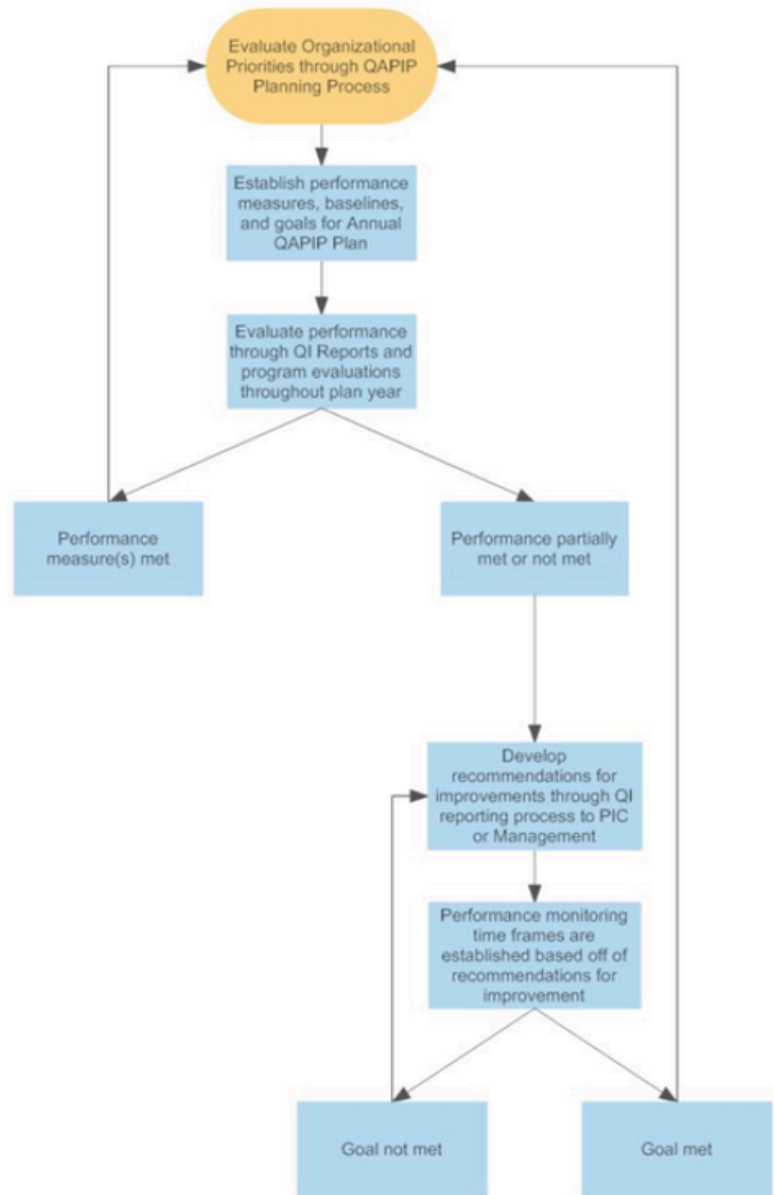 Evaluate Organizational
Priorities through QAPIP
Planning Process
Establish performance
measures, baselines,
and goals for Annual
QAPIP Plan
Evaluate performance
through QI Reports and
program evaluations
throughout plan year
Performance
measure(s) met
Performance partially
met or not met
Develop
recommendations for
improvements through QI
reporting process to PIC
or Management
Performance monitoring
time frames are
established based off of
recommendations for
improvement
Goal not met
Goal met